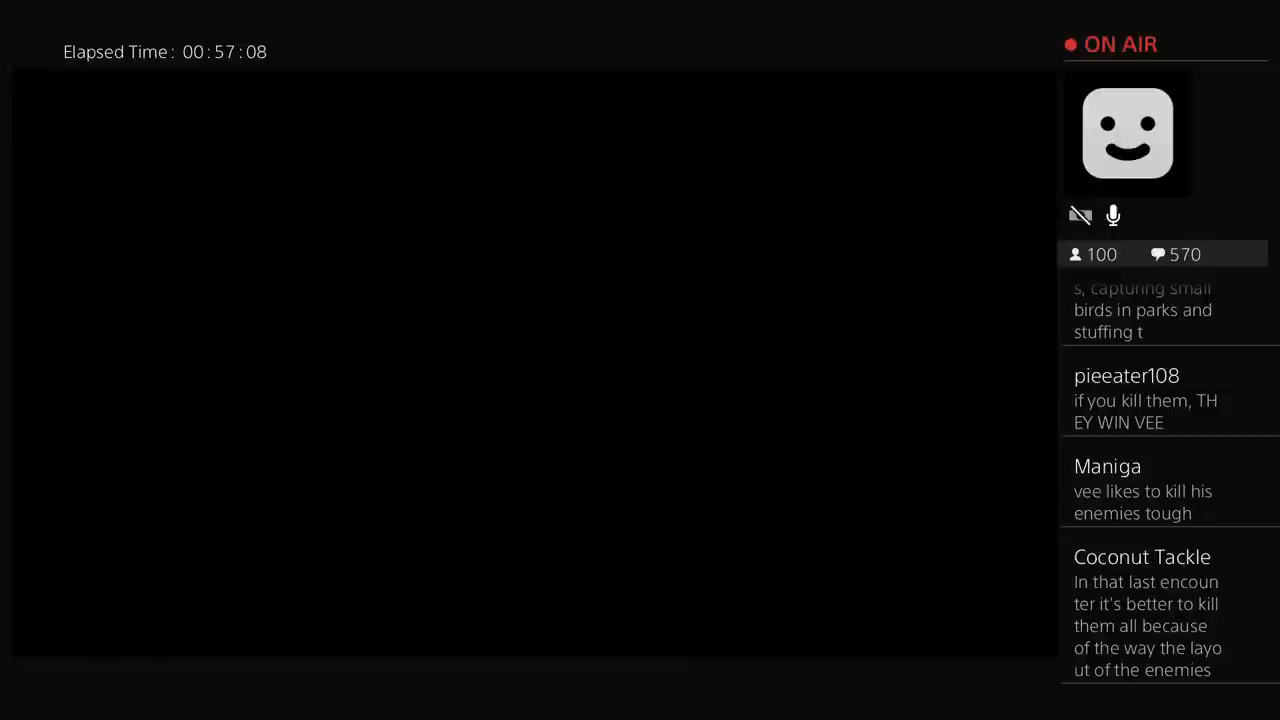 Elapsed Time: 00:57:08
ON AIR
100 570
s, capturing small
birds in parks and
stuffing t
pieeater108
if you kill them, TH
EY WIN VEE
Maniga
vee likes to kill his
enemies tough
Coconut Tackle
In that last encoun
ter it's better to kill
them all because
of the way the layo
ut of the enemies